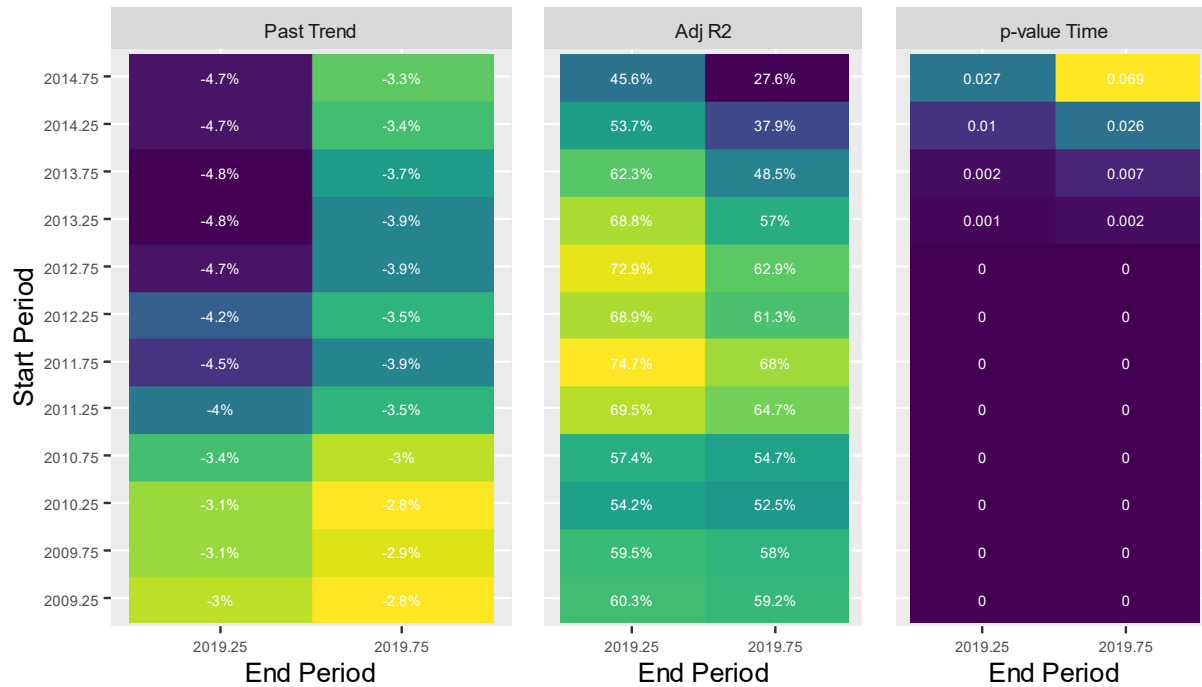 Past Trend Adj R2 p-value Time
2014.75 -4.7% -3.3% 45.6% 27.6% 0.027 0.069
2014.25 -4.7% -3.4% 53.7% 37.9% 0.01 0.026
2013.75 -4.8% -3.7% 62.3% 48.5% 0.002 0.007
2013.25 -4.8% -3.9% 68.8% 57% 0.001 0.002
2012.75 -4.7% -3.9% 72.9% 62.9% 0 0
2012.25 -4.2% -3.5% 68.9% 61.3% 0 0
2011.75 -4.5% -3.9% 74.7% 68% 0 0
2011.25 -4% -3.5% 69.5% 64.7% 0 0
2010.75 -3.4% -3% 57.4% 54.7% 0 0
2010.25 -3.1% -2.8% 54.2% 52.5% 0 0
2009.75 -3.1% -2.9% 59.5% 58% 0 0
2009.25 -3% -2.8% 60.3% 59.2% 0 0
Start Period
2019.25 2019.75 2019.25 2019.75 2019.25 2019.75
End Period End Period End Period